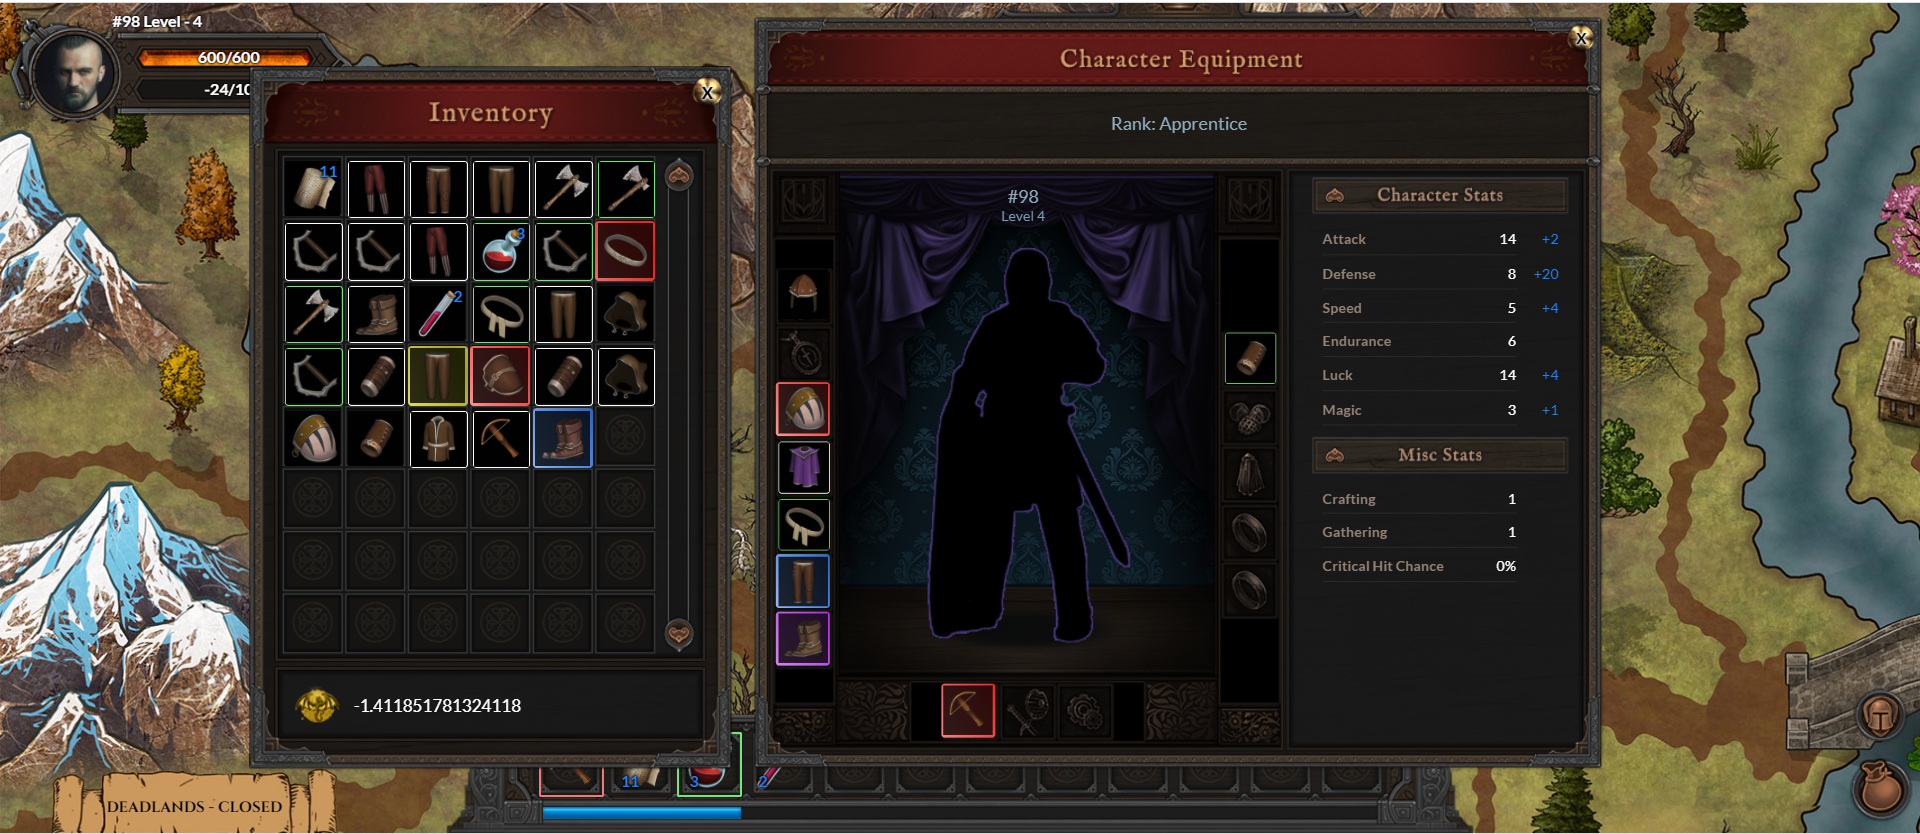 #98 Level - 4
600/600
-24/10
Inventory
X
11
3
2
-1.411851781324118
Character Equipment
X
Rank: Apprentice
#98
Level 4
Character Stats
Attack 14 +2
Defense 8 +20
Speed 5 +4
Endurance 6
Luck 14 +4
Magic 3 +1
Misc Stats
Crafting 1
Gathering 1
Critical Hit Chance 0%
11 3 2
DEADLANDS - CLOSED